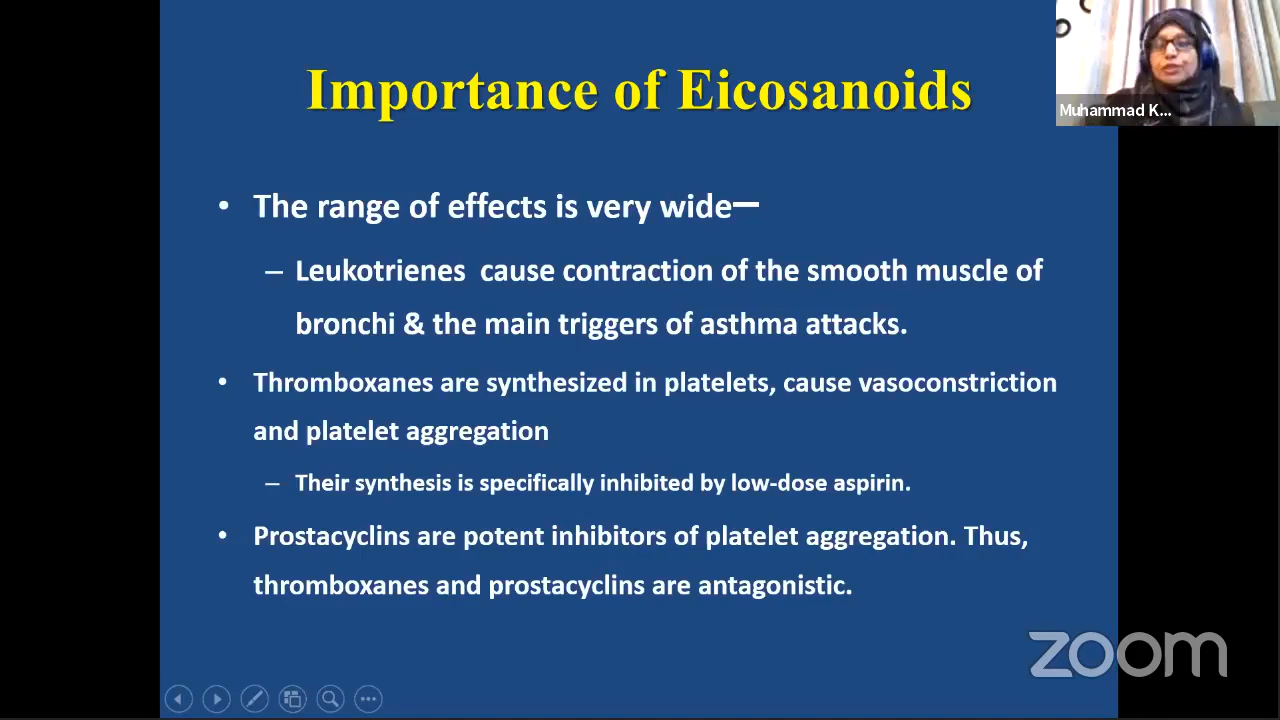 Importance of Eicosanoids
Muhammad K...
• The range of effects is very wide–
– Leukotrienes cause contraction of the smooth muscle of
bronchi & the main triggers of asthma attacks.
• Thromboxanes are synthesized in platelets, cause vasoconstriction
and platelet aggregation
– Their synthesis is specifically inhibited by low-dose aspirin.
• Prostacyclins are potent inhibitors of platelet aggregation. Thus,
thromboxanes and prostacyclins are antagonistic.
zoom